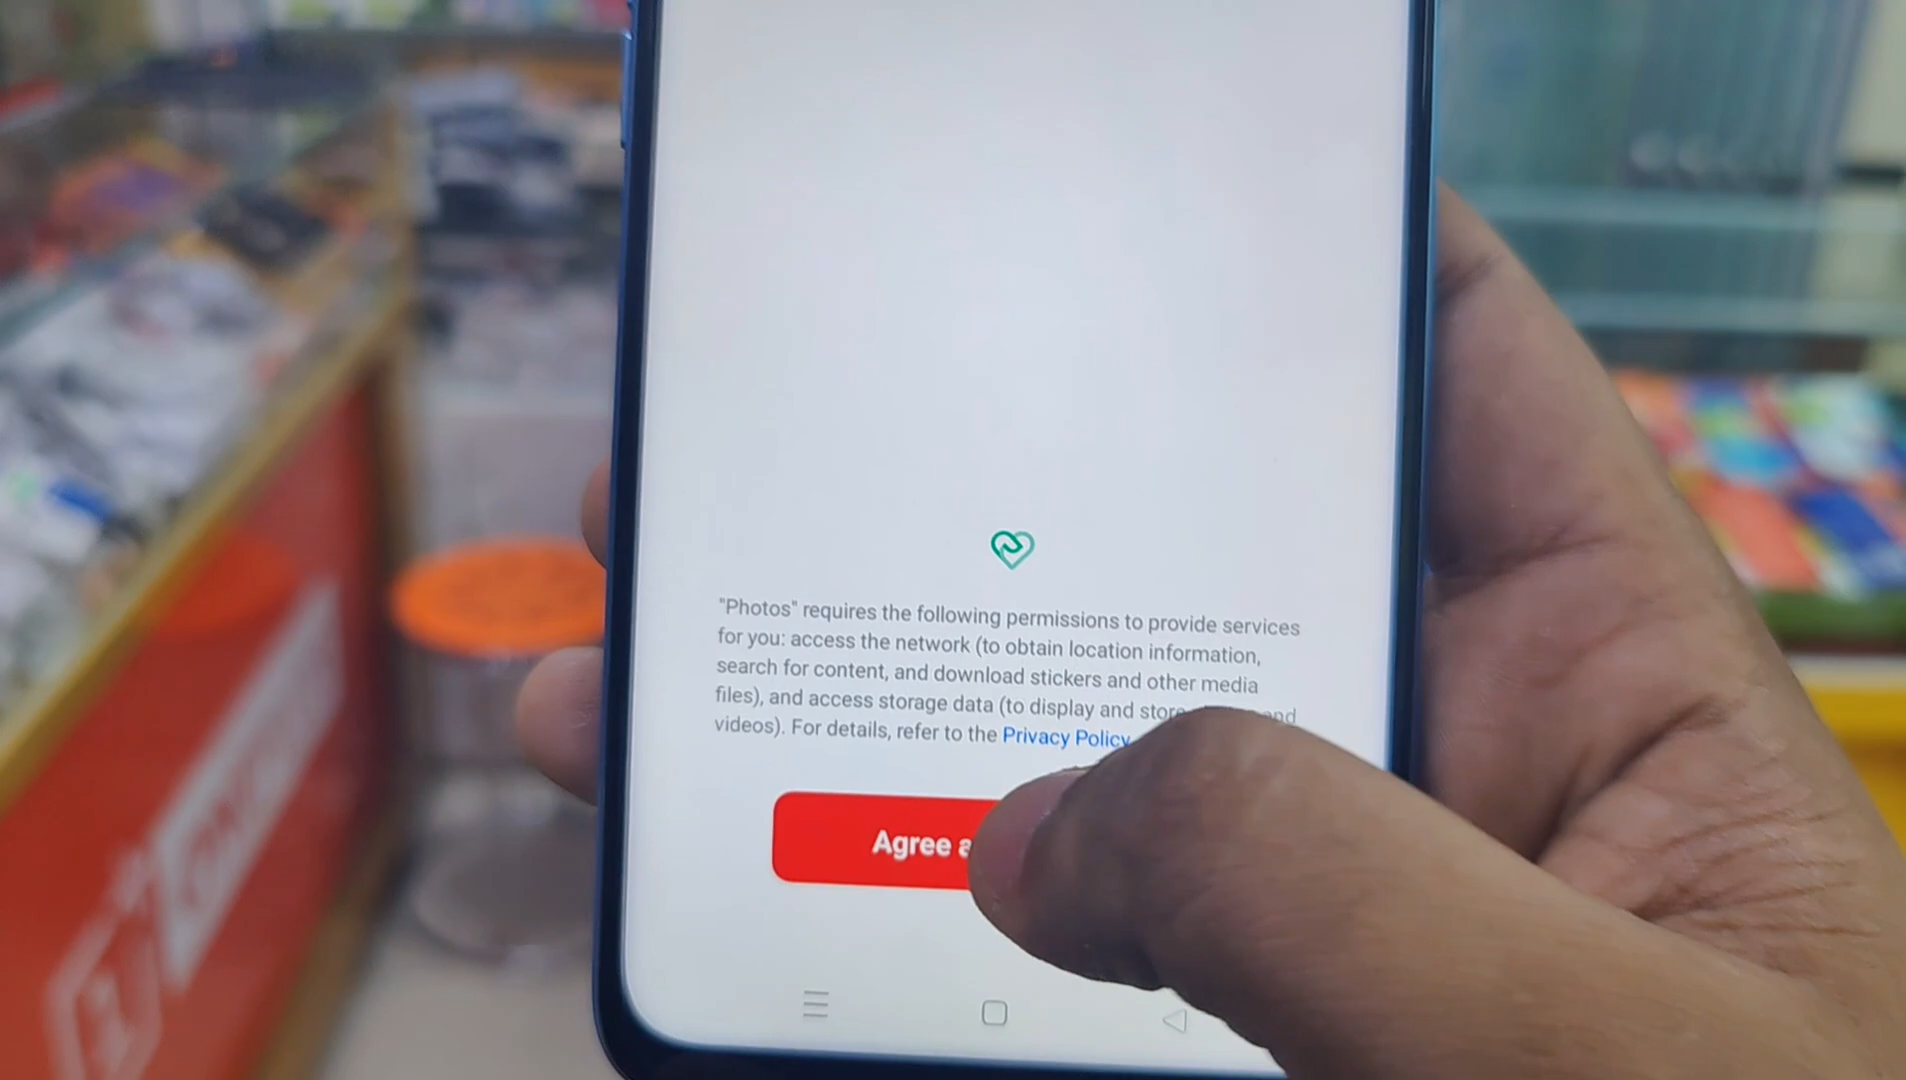 "Photos" requires the following permissions to provide services
for you: access the network (to obtain location information,
search for content, and download stickers and other media
files), and access storage data (to display and store and
videos). For details, refer to the Privacy Policy
Agree